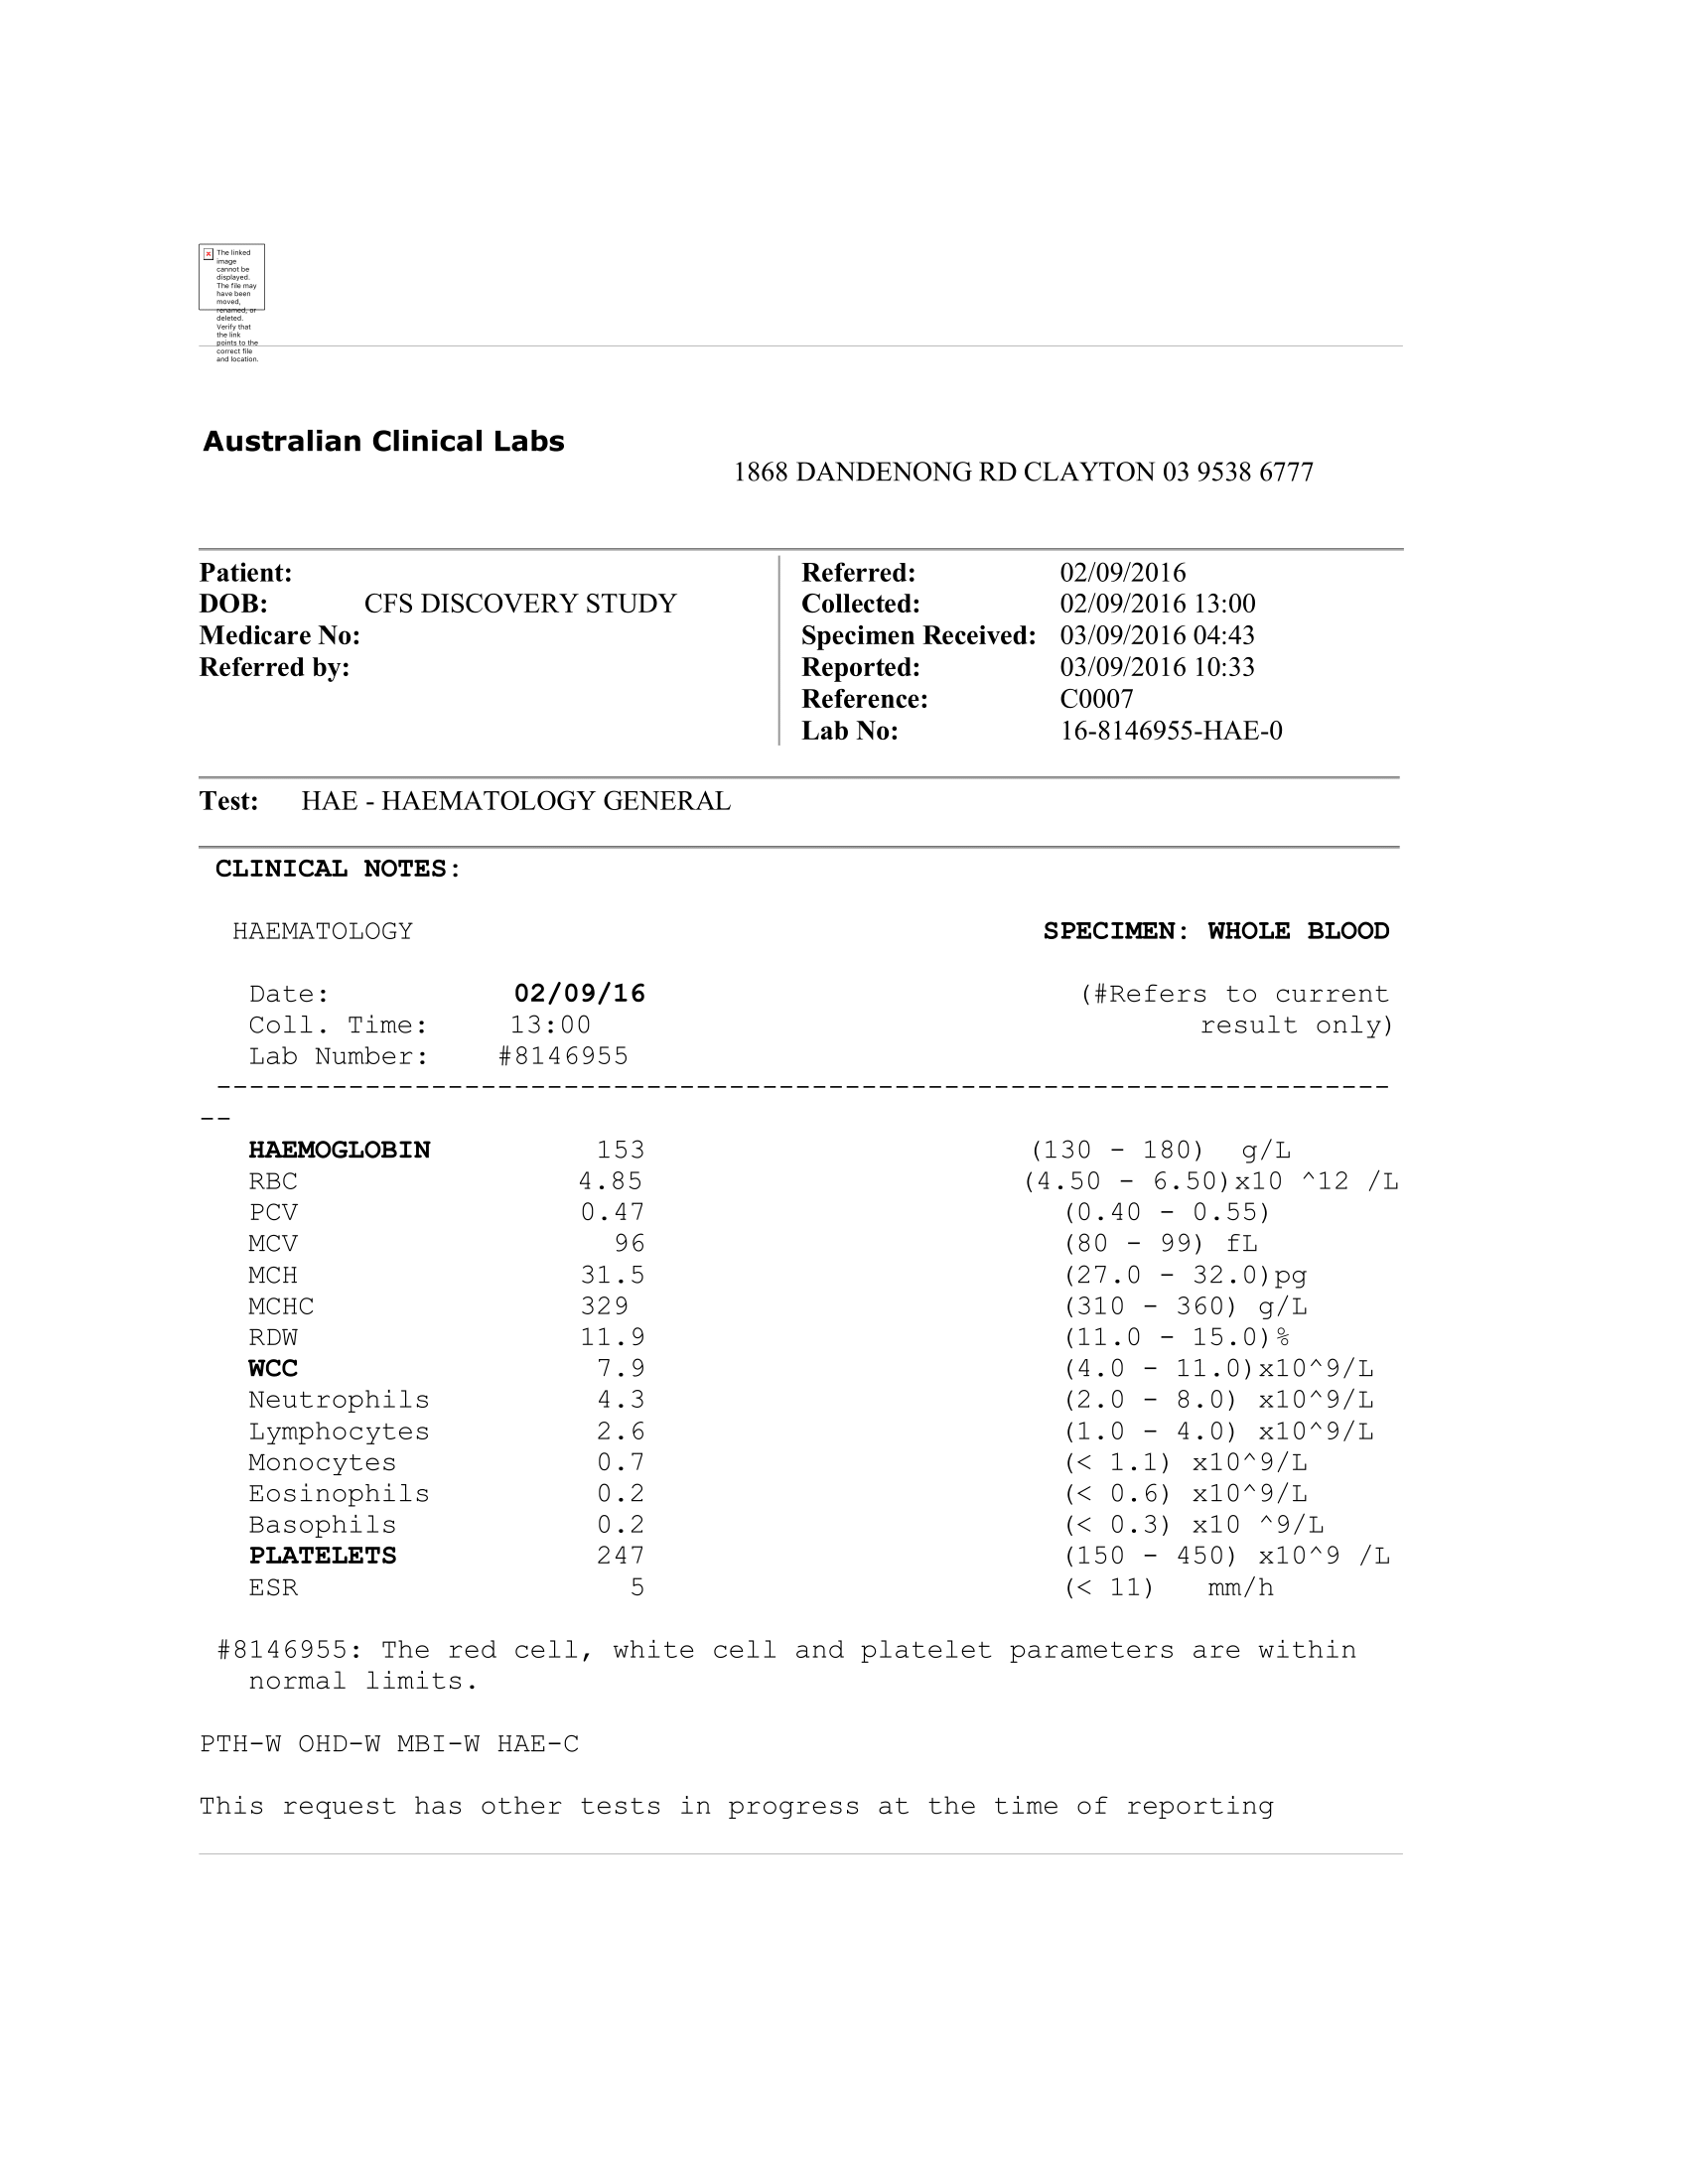 The linked
image
cannot be
displayed.
The file may
have been
moved,
renamed, or
deleted.
Verify that
the link
points to the
correct file
and location.
Australian Clinical Labs
1868 DANDENONG RD CLAYTON 03 9538 6777
Patient:
DOB: CFS DISCOVERY STUDY
Medicare No:
Referred by:
Referred: 02/09/2016
Collected: 02/09/2016 13:00
Specimen Received: 03/09/2016 04:43
Reported: 03/09/2016 10:33
Reference: C0007
Lab No: 16-8146955-HAE-0
Test: HAE - HAEMATOLOGY GENERAL
CLINICAL NOTES:
HAEMATOLOGY SPECIMEN: WHOLE BLOOD
Date: 02/09/16 (#Refers to current
Coll. Time: 13:00 result only)
Lab Number: #8146955
-----------------------------------------------------------------------
--
HAEMOGLOBIN 153 (130 - 180) g/L
RBC 4.85 (4.50 - 6.50)x10 ^12 /L
PCV 0.47 (0.40 - 0.55)
MCV 96 (80 - 99) fL
MCH 31.5 (27.0 - 32.0)pg
MCHC 329 (310 - 360) g/L
RDW 11.9 (11.0 - 15.0)%
WCC 7.9 (4.0 - 11.0)x10^9/L
Neutrophils 4.3 (2.0 - 8.0) x10^9/L
Lymphocytes 2.6 (1.0 - 4.0) x10^9/L
Monocytes 0.7 (< 1.1) x10^9/L
Eosinophils 0.2 (< 0.6) x10^9/L
Basophils 0.2 (< 0.3) x10 ^9/L
PLATELETS 247 (150 - 450) x10^9 /L
ESR 5 (< 11) mm/h
#8146955: The red cell, white cell and platelet parameters are within
normal limits.
PTH-W OHD-W MBI-W HAE-C
This request has other tests in progress at the time of reporting